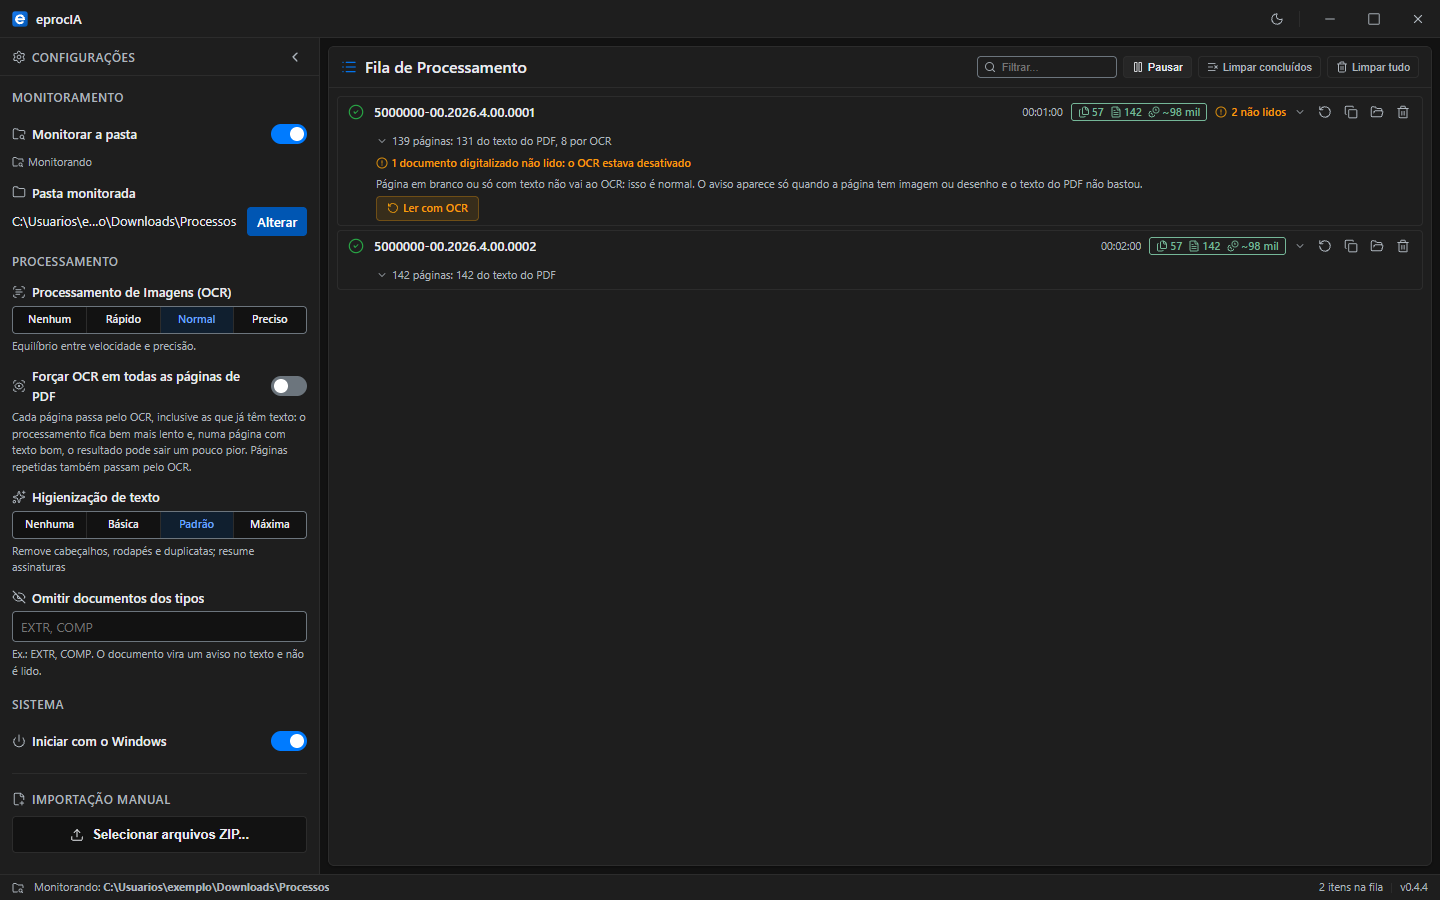 eprocIA
CONFIGURAÇÕES
MONITORAMENTO
Monitorar a pasta
Monitorando
Pasta monitorada
C:\Usuarios\e...o\Downloads\Processos
Alterar
PROCESSAMENTO
Processamento de Imagens (OCR)
Nenhum Rápido Normal Preciso
Equilíbrio entre velocidade e precisão.
Forçar OCR em todas as páginas de
PDF
Cada página passa pelo OCR, inclusive as que já têm texto: o
processamento fica bem mais lento e, numa página com
texto bom, o resultado pode sair um pouco pior. Páginas
repetidas também passam pelo OCR.
Higienização de texto
Nenhuma Básica Padrão Máxima
Remove cabeçalhos, rodapés e duplicatas; resume
assinaturas
Omitir documentos dos tipos
EXTR, COMP
Ex.: EXTR, COMP. O documento vira um aviso no texto e não
é lido.
SISTEMA
Iniciar com o Windows
IMPORTAÇÃO MANUAL
Selecionar arquivos ZIP...
Fila de Processamento
Filtrar...
Pausar
Limpar concluídos
Limpar tudo
5000000-00.2026.4.00.0001
00:01:00 57 142 ~98 mil 2 não lidos
139 páginas: 131 do texto do PDF, 8 por OCR
1 documento digitalizado não lido: o OCR estava desativado
Página em branco ou só com texto não vai ao OCR: isso é normal. O aviso aparece só quando a página tem imagem ou desenho e o texto do PDF não bastou.
Ler com OCR
5000000-00.2026.4.00.0002
00:02:00 57 142 ~98 mil
142 páginas: 142 do texto do PDF
Monitorando: C:\Usuarios\exemplo\Downloads\Processos
2 itens na fila
v0.4.4